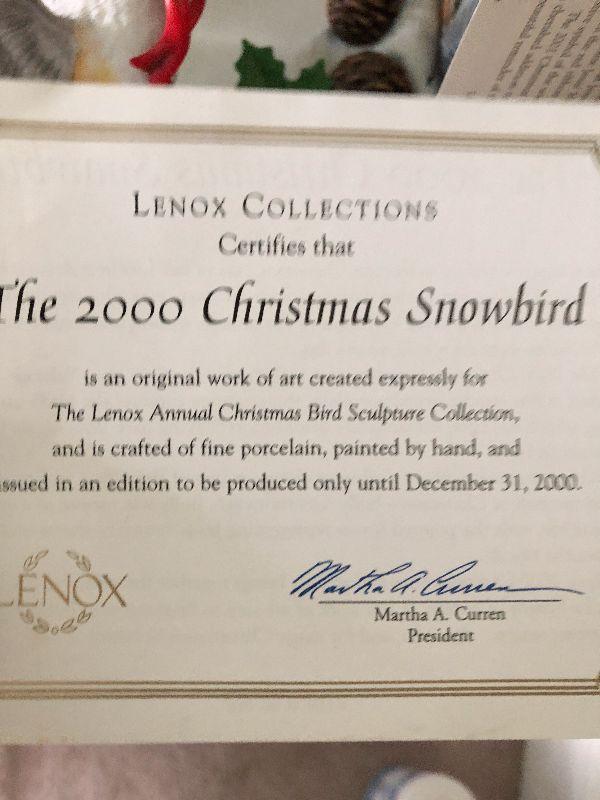 LENOX COLLECTIONS
Certifies that
The 2000 Christmas Snowbird
is an original work of art created expressly for
The Lenox Annual Christmas Bird Sculpture Collection,
and is crafted of fine porcelain, painted by hand, and
issued in an edition to be produced only until December 31, 2000.
LENOX
Martha A. Curren
Martha A. Curren
President